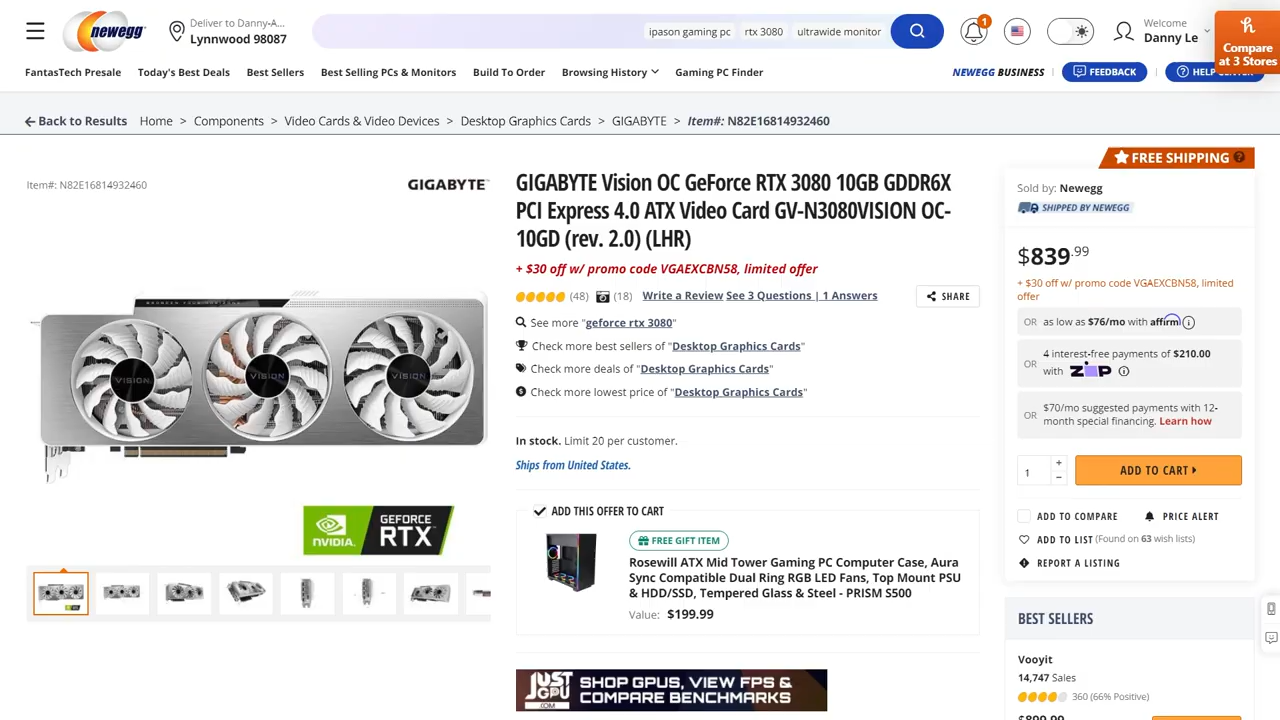 newegg
Deliver to Danny-A...
Lynnwood 98087
ipason gaming pc
rtx 3080
ultrawide monitor
1
Welcome
Danny Le
Compare
at 3 Stores
FantasTech Presale
Today's Best Deals
Best Sellers
Best Selling PCs & Monitors
Build To Order
Browsing History
Gaming PC Finder
NEWEGG BUSINESS
FEEDBACK
HELP
Back to Results
Home > Components > Video Cards & Video Devices > Desktop Graphics Cards > GIGABYTE > Item#: N82E16814932460
FREE SHIPPING ?
Item#: N82E16814932460
GIGABYTE™
GIGABYTE Vision OC GeForce RTX 3080 10GB GDDR6X
PCI Express 4.0 ATX Video Card GV-N3080VISION OC-
10GD (rev. 2.0) (LHR)
+ $30 off w/ promo code VGAEXCBN58, limited offer
(48) (18) Write a Review See 3 Questions | 1 Answers
SHARE
See more "geforce rtx 3080"
Check more best sellers of "Desktop Graphics Cards"
Check more deals of "Desktop Graphics Cards"
Check more lowest price of "Desktop Graphics Cards"
In stock. Limit 20 per customer.
Ships from United States.
VISION
VISION
VISION
NVIDIA.
GEFORCE
RTX
ADD THIS OFFER TO CART
FREE GIFT ITEM
Rosewill ATX Mid Tower Gaming PC Computer Case, Aura
Sync Compatible Dual Ring RGB LED Fans, Top Mount PSU
& HDD/SSD, Tempered Glass & Steel - PRISM S500
Value: $199.99
JUST
GPU
.COM
SHOP GPUS, VIEW FPS &
COMPARE BENCHMARKS
Sold by: Newegg
SHIPPED BY NEWEGG
$839.99
+ $30 off w/ promo code VGAEXCBN58, limited
offer
OR as low as $76/mo with affirm
OR 4 interest-free payments of $210.00
with ZIP
OR $70/mo suggested payments with 12-
month special financing. Learn how
1 + −
ADD TO CART
ADD TO COMPARE
PRICE ALERT
ADD TO LIST (Found on 63 wish lists)
REPORT A LISTING
BEST SELLERS
Vooyit
14,747 Sales
360 (66% Positive)
$899.99